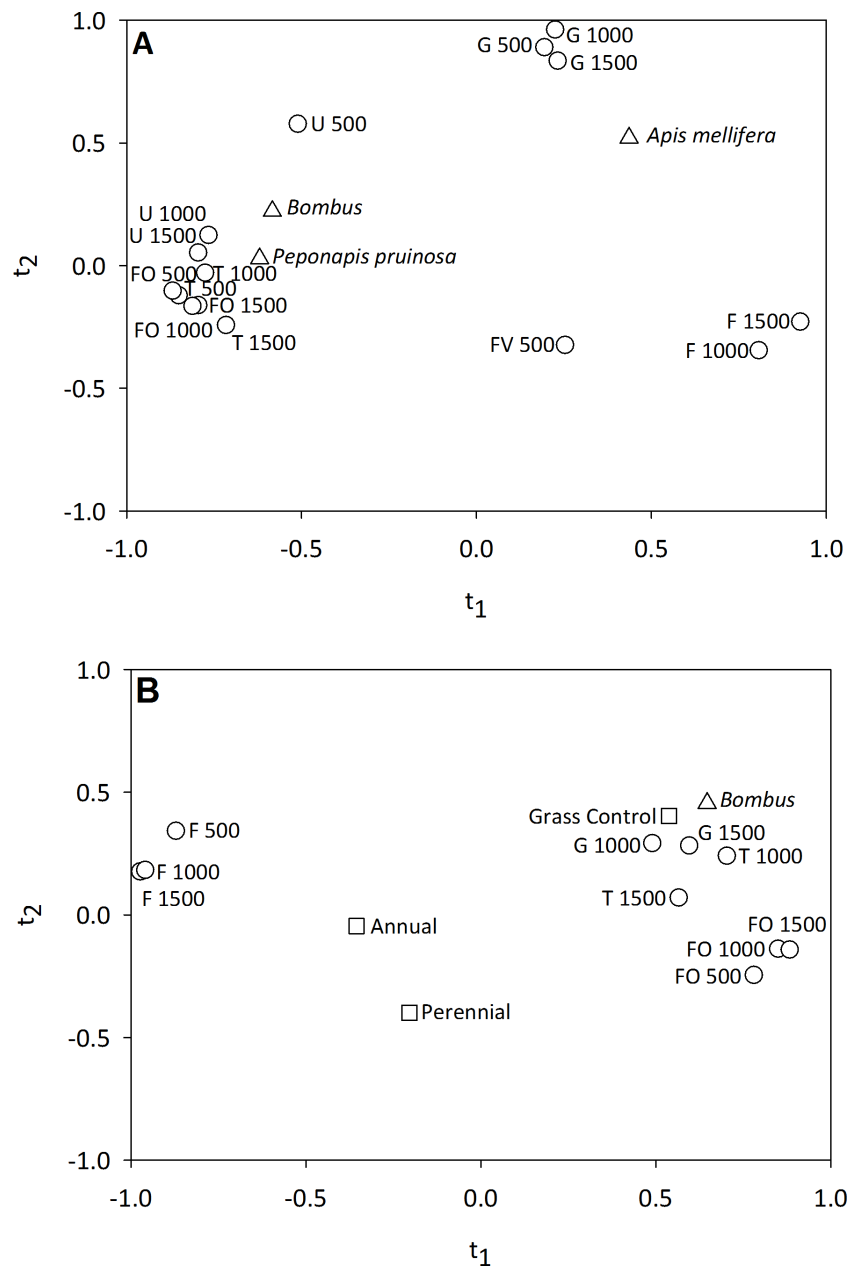 A
1.0
0.5
0.0
-0.5
-1.0
t2
G 1000
G 500
G 1500
U 500
Apis mellifera
Bombus
U 1000
U 1500
Peponapis pruinosa
FO 500
T 1000
T 500
FO 1500
FO 1000
T 1500
F 1500
FV 500
F 1000
-1.0
-0.5
0.0
0.5
1.0
t1
B
1.0
0.5
0.0
-0.5
-1.0
t2
Bombus
Grass Control
F 500
G 1500
G 1000
T 1000
F 1000
F 1500
T 1500
Annual
FO 1500
FO 1000
FO 500
Perennial
-1.0
-0.5
0.0
0.5
1.0
t1